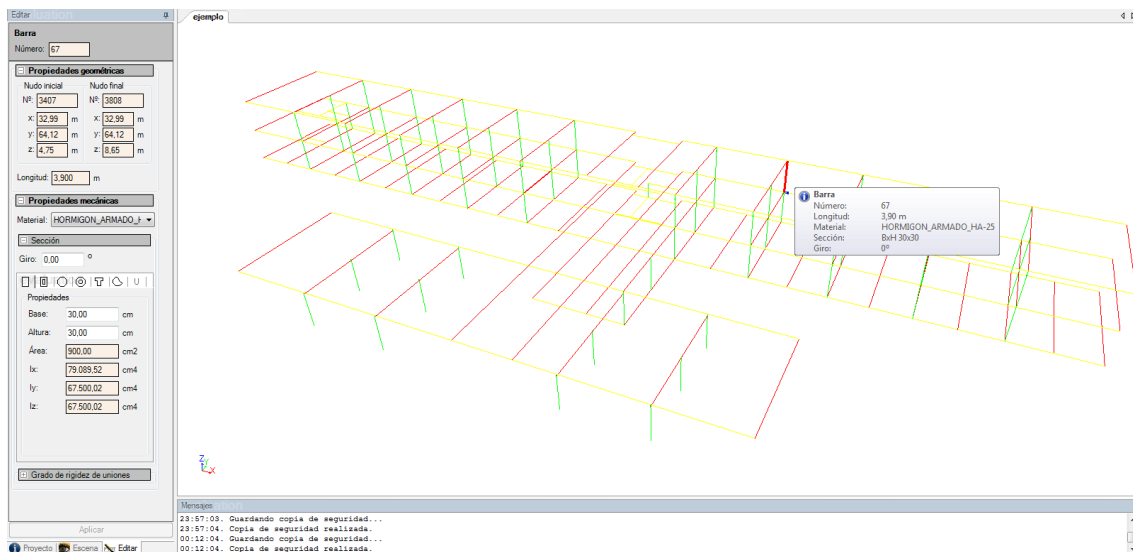 Editar
ejemplo
Barra
Número: 67
Propiedades geométricas
Nudo inicial Nudo final
Nº: 3407 Nº: 3808
x: 32,99 m x: 32,99 m
y: 64,12 m y: 64,12 m
z: 4,75 m z: 8,65 m
Longitud: 3,900 m
Propiedades mecánicas
Material: HORMIGON_ARMADO_H
Sección
Giro: 0,00 º
Propiedades
Base: 30,00 cm
Altura: 30,00 cm
Área: 900,00 cm2
Ix: 79.089,52 cm4
Iy: 67.500,02 cm4
Iz: 67.500,02 cm4
Grado de rigidez de uniones
Aplicar
Proyecto Escena Editar
Barra
Número: 67
Longitud: 3,90 m
Material: HORMIGON_ARMADO_HA-25
Sección: BxH 30x30
Giro: 0º
Z Y X
Mensajes
23:57:03. Guardando copia de seguridad...
23:57:04. Copia de seguridad realizada.
00:12:04. Guardando copia de seguridad...
00:12:04. Copia de seguridad realizada.